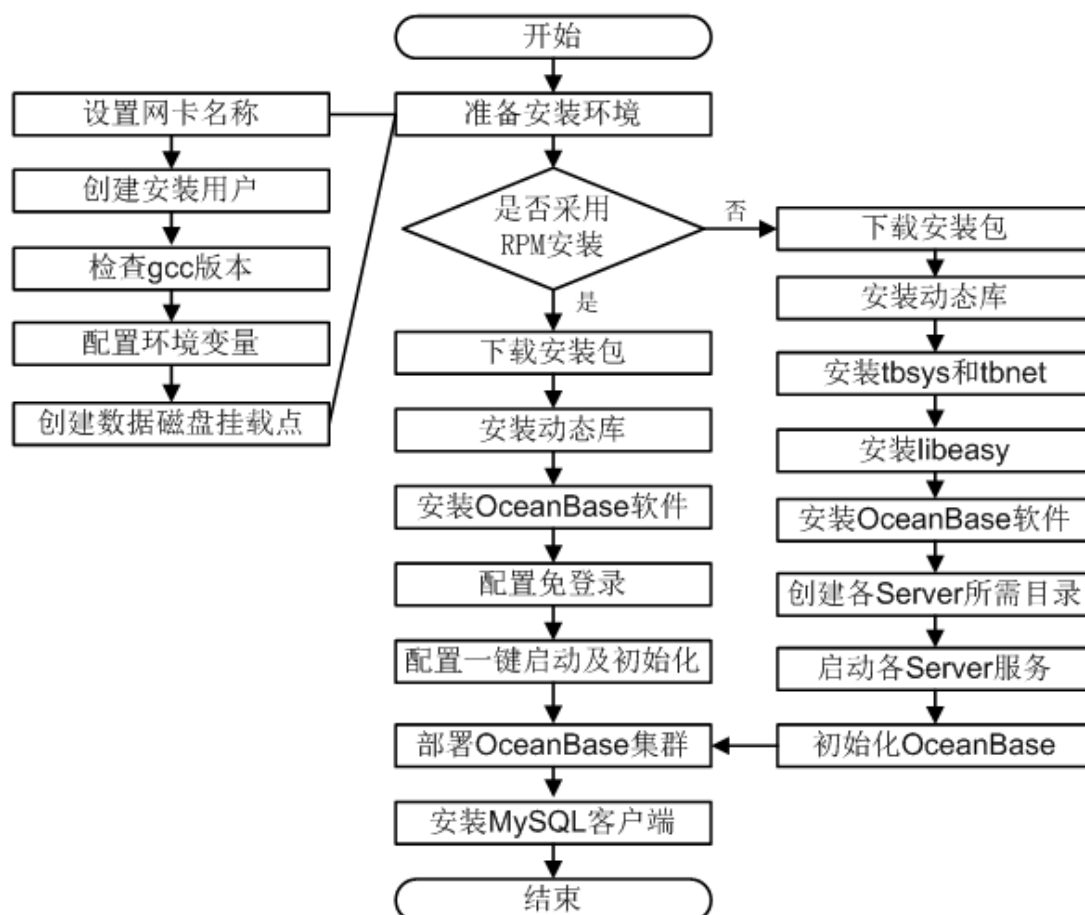 开始
准备安装环境
设置网卡名称
创建安装用户
检查gcc版本
配置环境变量
创建数据磁盘挂载点
是否采用
RPM安装
否
是
下载安装包
安装动态库
安装OceanBase软件
配置免登录
配置一键启动及初始化
部署OceanBase集群
安装MySQL客户端
结束
下载安装包
安装动态库
安装tbsys和tbnet
安装libeasy
安装OceanBase软件
创建各Server所需目录
启动各Server服务
初始化OceanBase